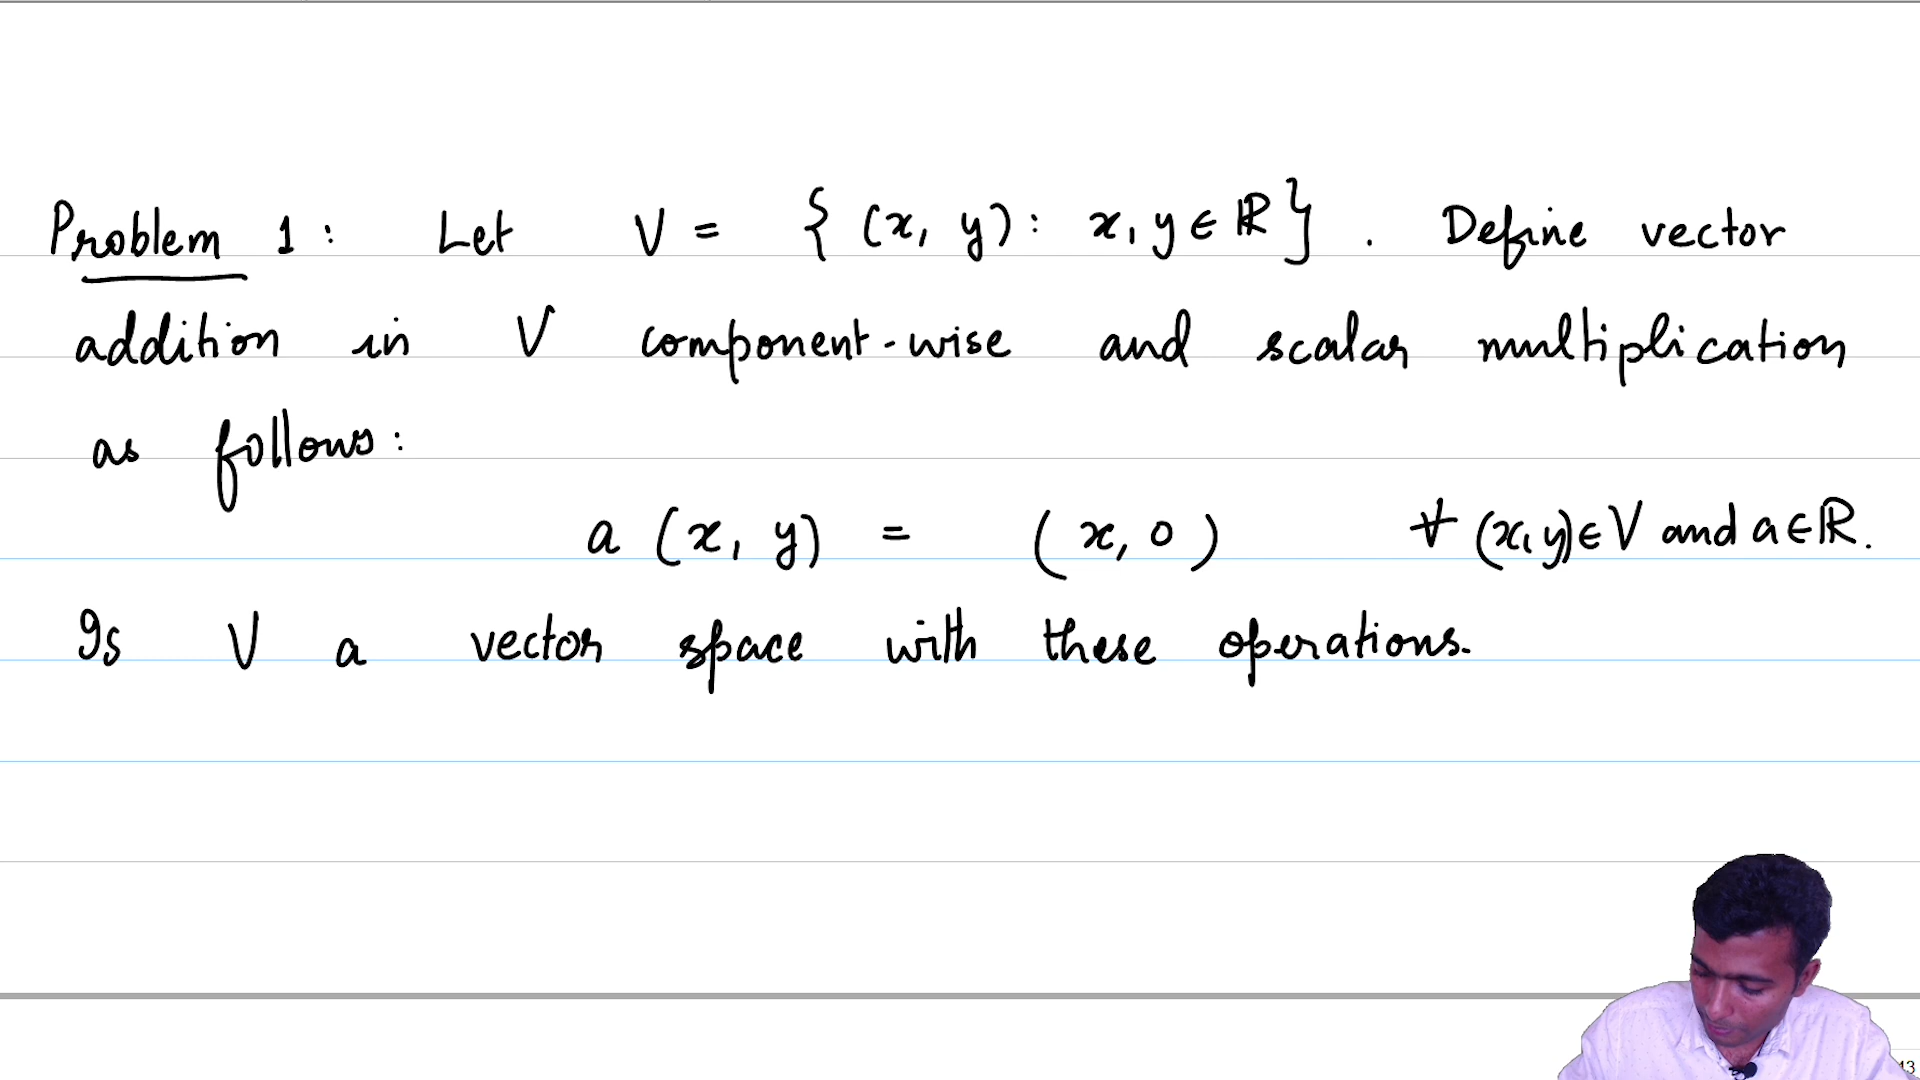 Problem 1: Let V = { (x, y): x, y ∈ ℝ } . Define vector
addition in V component-wise and scalar multiplication
as follows:
a (x, y) = (x, 0) ∀ (x, y) ∈ V and a ∈ ℝ.
Is V a vector space with these operations.
13